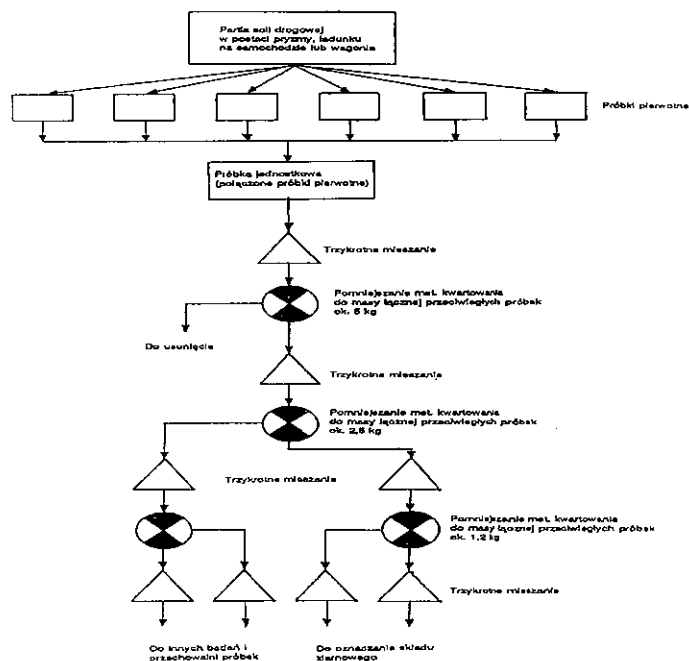 Partia soli drogowej
w postaci pryzmy, ładunku
na samochodzie lub wagonie
Próbki pierwotne
Próbka jednostkowa
(połączone próbki pierwotne)
Trzykrotne mieszanie
Pomniejszanie met. kwartowania
do masy łącznej przeciwległych próbek
ok. 5 kg
Do usunięcia
Trzykrotne mieszanie
Pomniejszanie met. kwartowania
do masy łącznej przeciwległych próbek
ok. 2,5 kg
Trzykrotne mieszanie
Pomniejszanie met. kwartowania
do masy łącznej przeciwległych próbek
ok. 1,2 kg
Trzykrotne mieszanie
Do innych badań i
przechowalni próbek
Do oznaczania składu
ziarnowego